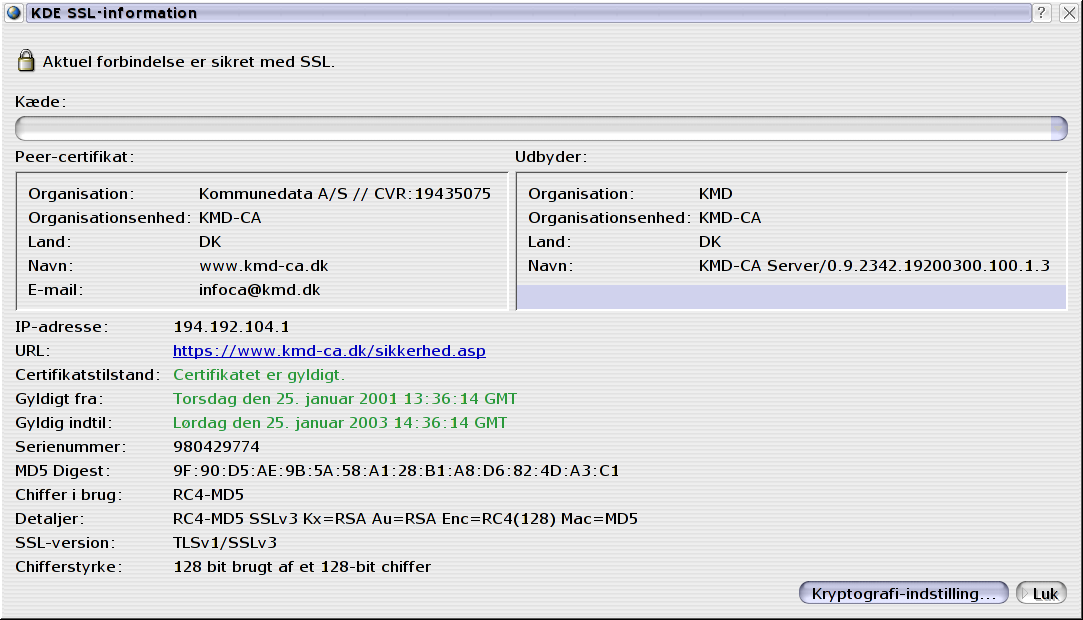 KDE SSL-information
Aktuel forbindelse er sikret med SSL.
Kæde:
Peer-certifikat:
Organisation: Kommunedata A/S // CVR:19435075
Organisationsenhed: KMD-CA
Land: DK
Navn: www.kmd-ca.dk
E-mail: infoca@kmd.dk
Udbyder:
Organisation: KMD
Organisationsenhed: KMD-CA
Land: DK
Navn: KMD-CA Server/0.9.2342.19200300.100.1.3
IP-adresse: 194.192.104.1
URL: https://www.kmd-ca.dk/sikkerhed.asp
Certifikatstilstand: Certifikatet er gyldigt.
Gyldigt fra: Torsdag den 25. januar 2001 13:36:14 GMT
Gyldig indtil: Lørdag den 25. januar 2003 14:36:14 GMT
Serienummer: 980429774
MD5 Digest: 9F:90:D5:AE:9B:5A:58:A1:28:B1:A8:D6:82:4D:A3:C1
Chiffer i brug: RC4-MD5
Detaljer: RC4-MD5 SSLv3 Kx=RSA Au=RSA Enc=RC4(128) Mac=MD5
SSL-version: TLSv1/SSLv3
Chifferstyrke: 128 bit brugt af et 128-bit chiffer
Kryptografi-indstilling... Luk